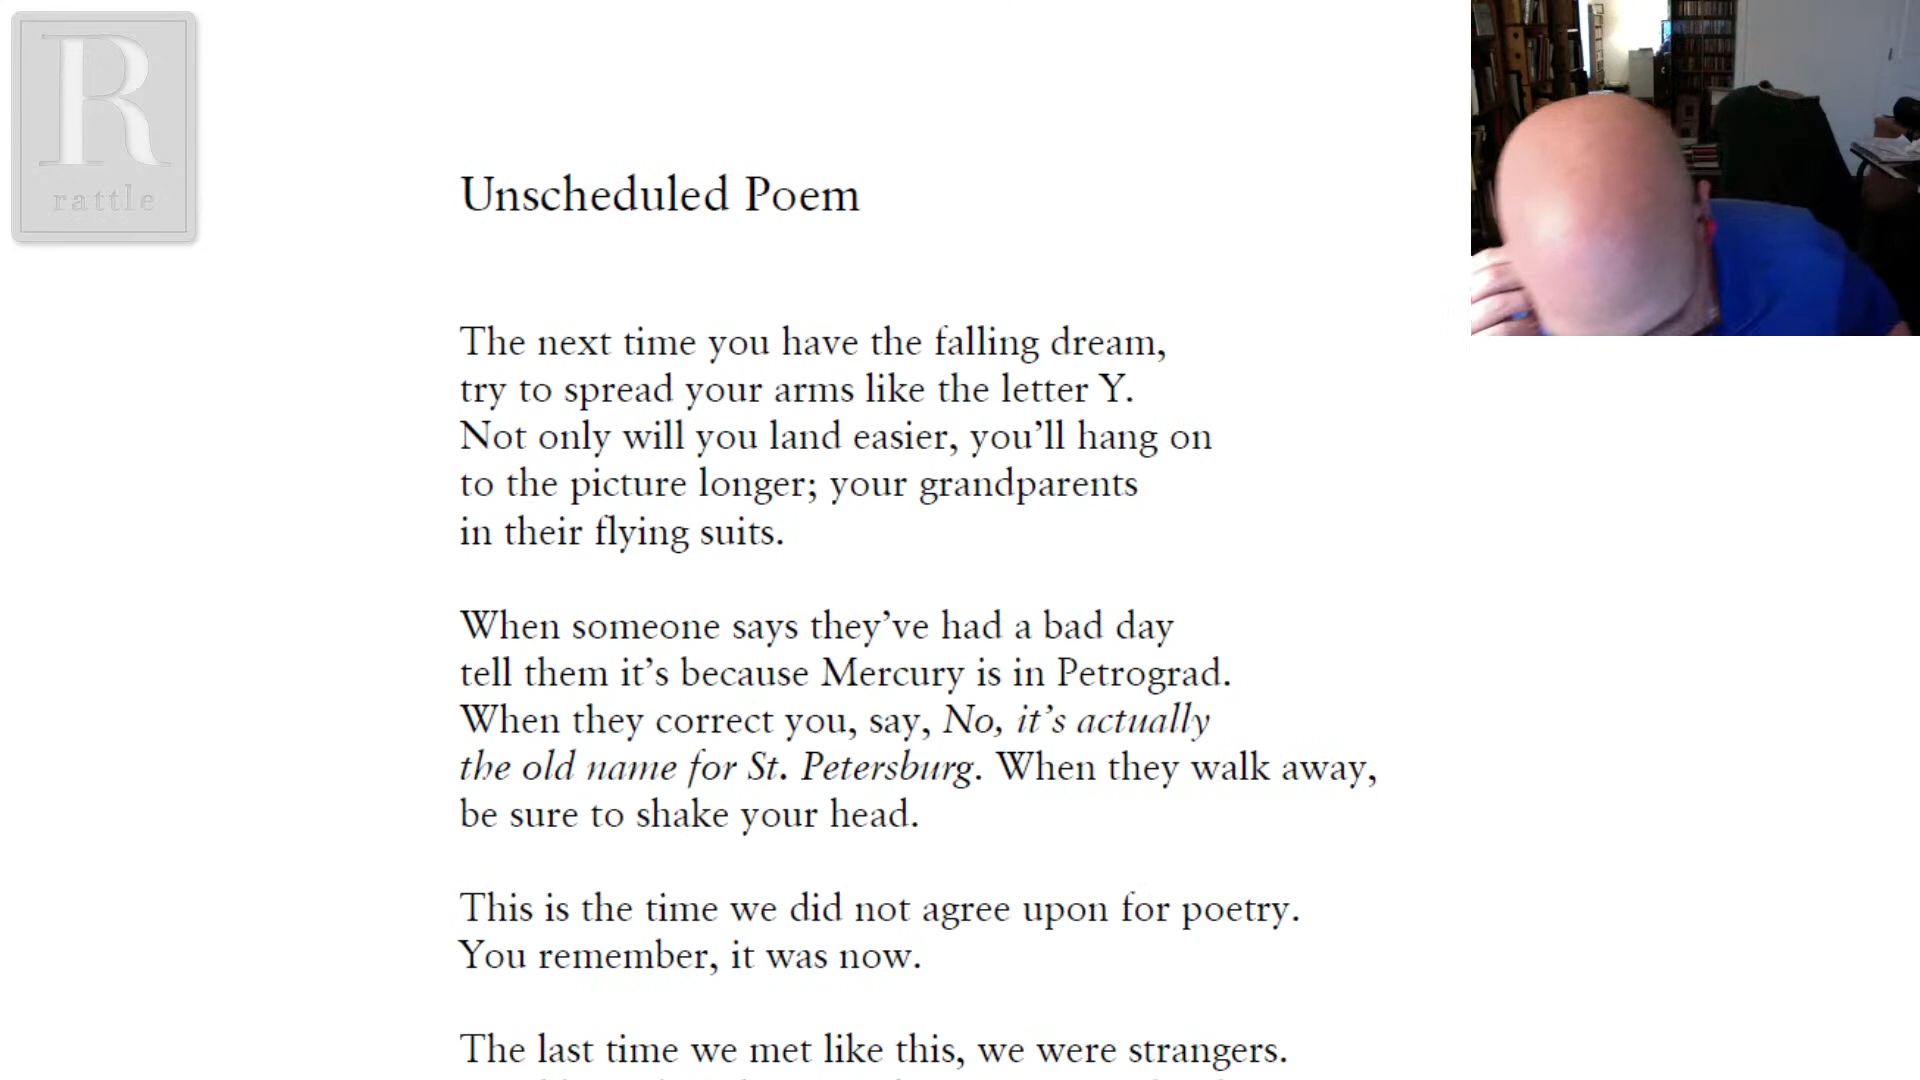 R
rattle
Unscheduled Poem
The next time you have the falling dream,
try to spread your arms like the letter Y.
Not only will you land easier, you’ll hang on
to the picture longer; your grandparents
in their flying suits.
When someone says they’ve had a bad day
tell them it’s because Mercury is in Petrograd.
When they correct you, say, No, it’s actually
the old name for St. Petersburg. When they walk away,
be sure to shake your head.
This is the time we did not agree upon for poetry.
You remember, it was now.
The last time we met like this, we were strangers.